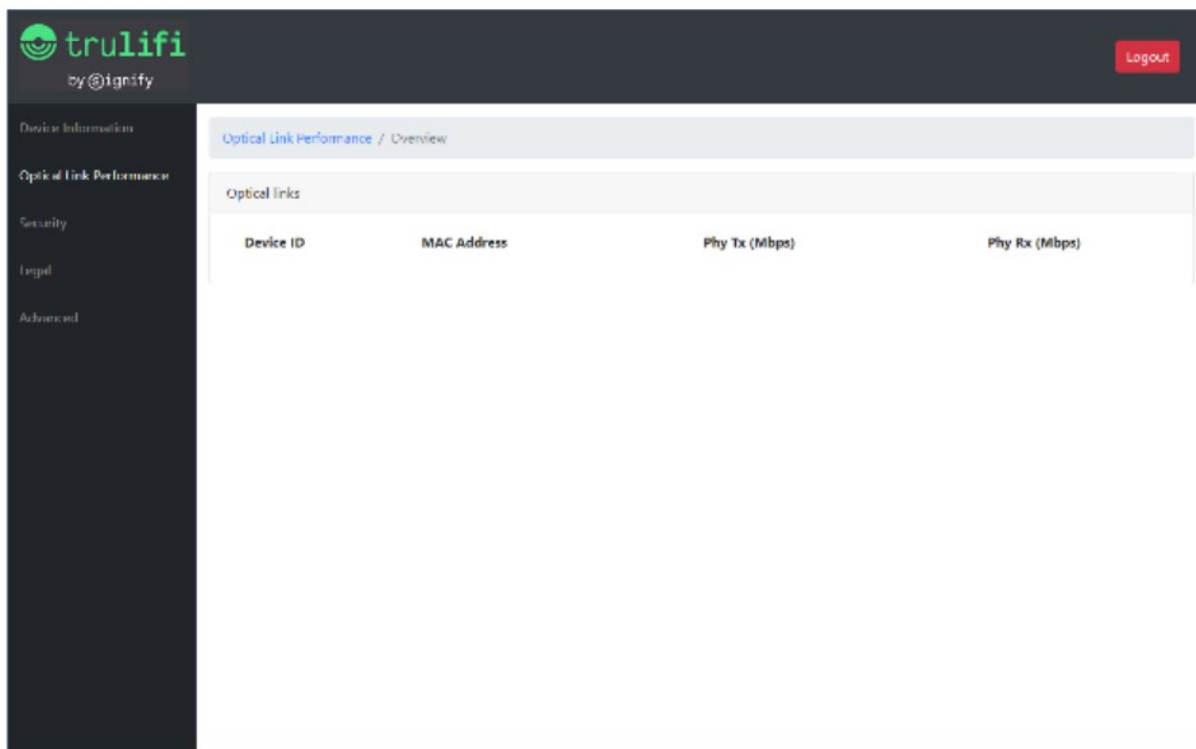 trulifi
by Signify
Logout
Device Information
Optical Link Performance
Security
Legal
Advanced
Optical Link Performance / Overview
Optical links
Device ID MAC Address Phy Tx (Mbps) Phy Rx (Mbps)